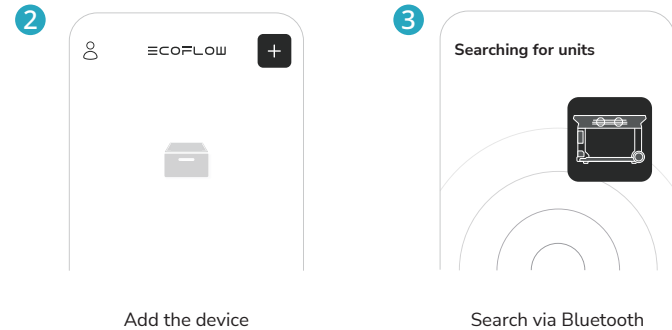 2
ECOFLOW
+
Add the device
3
Searching for units
Search via Bluetooth